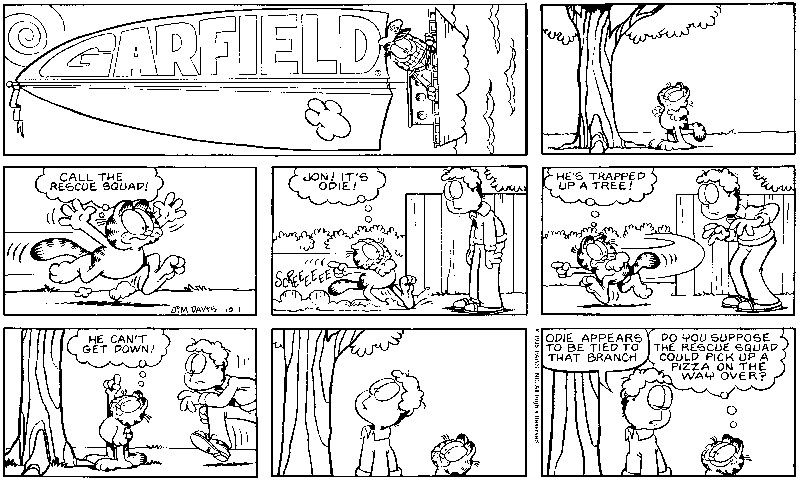 GARFIELD
CALL THE
RESCUE SQUAD!
JIM DAVIS 10-1
JON! IT'S
ODIE!
SCREEEEEE
HE'S TRAPPED
UP A TREE!
HE CAN'T
GET DOWN!
ODIE APPEARS
TO BE TIED TO
THAT BRANCH
DO YOU SUPPOSE
THE RESCUE SQUAD
COULD PICK UP A
PIZZA ON THE
WAY OVER?